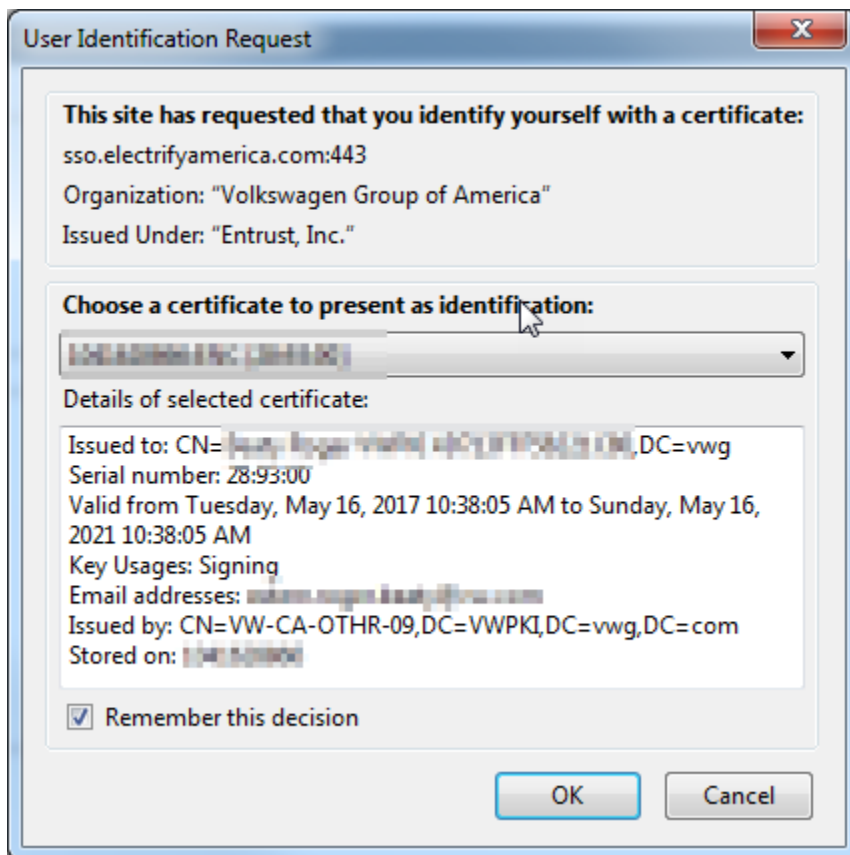 User Identification Request
This site has requested that you identify yourself with a certificate:
sso.electrifyamerica.com:443
Organization: “Volkswagen Group of America”
Issued Under: “Entrust, Inc.”
Choose a certificate to present as identification:
Details of selected certificate:
Issued to: CN= ,DC=vwg
Serial number: 28:93:00
Valid from Tuesday, May 16, 2017 10:38:05 AM to Sunday, May 16,
2021 10:38:05 AM
Key Usages: Signing
Email addresses:
Issued by: CN=VW-CA-OTHR-09,DC=VWPKI,DC=vwg,DC=com
Stored on:
Remember this decision
OK
Cancel